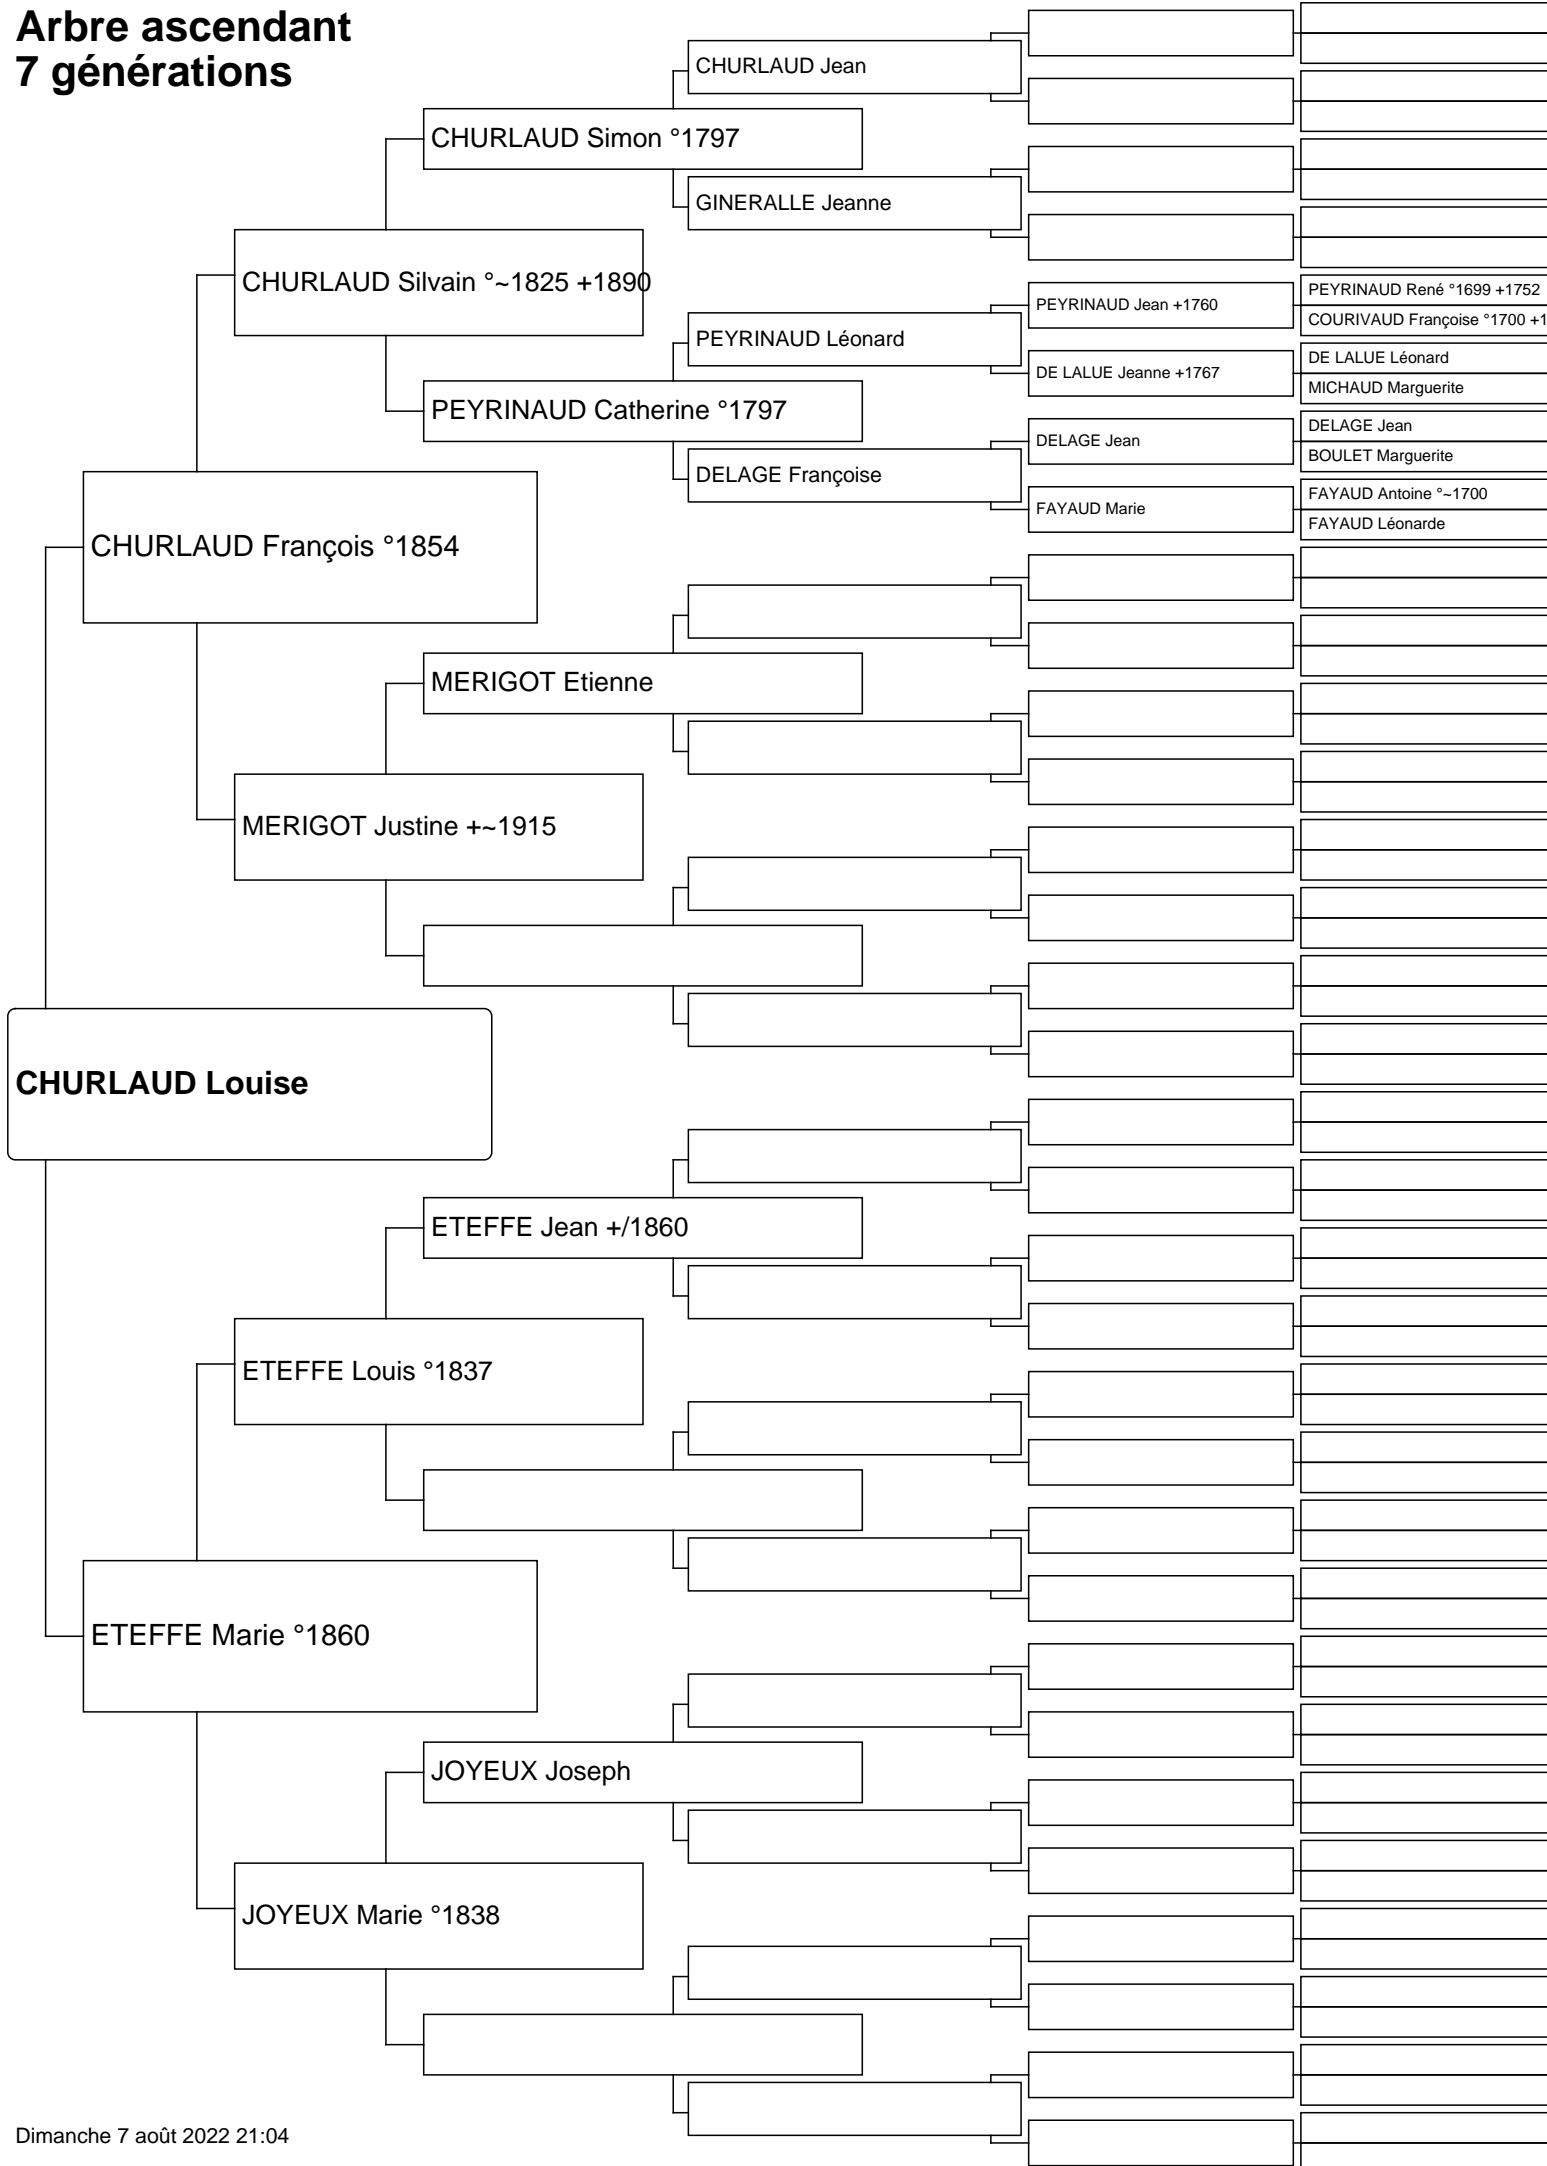 Arbre ascendant
7 générations
CHURLAUD Jean
CHURLAUD Simon °1797
GINERALLE Jeanne
CHURLAUD Silvain °~1825 +1890
PEYRINAUD René °1699 +1752
PEYRINAUD Jean +1760
COURIVAUD Françoise °1700 +1
PEYRINAUD Léonard
DE LALUE Léonard
DE LALUE Jeanne +1767
MICHAUD Marguerite
PEYRINAUD Catherine °1797
DELAGE Jean
DELAGE Jean
BOULET Marguerite
DELAGE Françoise
FAYAUD Antoine °~1700
FAYAUD Marie
FAYAUD Léonarde
CHURLAUD François °1854
MERIGOT Etienne
MERIGOT Justine +~1915
CHURLAUD Louise
ETEFFE Jean +/1860
ETEFFE Louis °1837
ETEFFE Marie °1860
JOYEUX Joseph
JOYEUX Marie °1838
Dimanche 7 août 2022 21:04